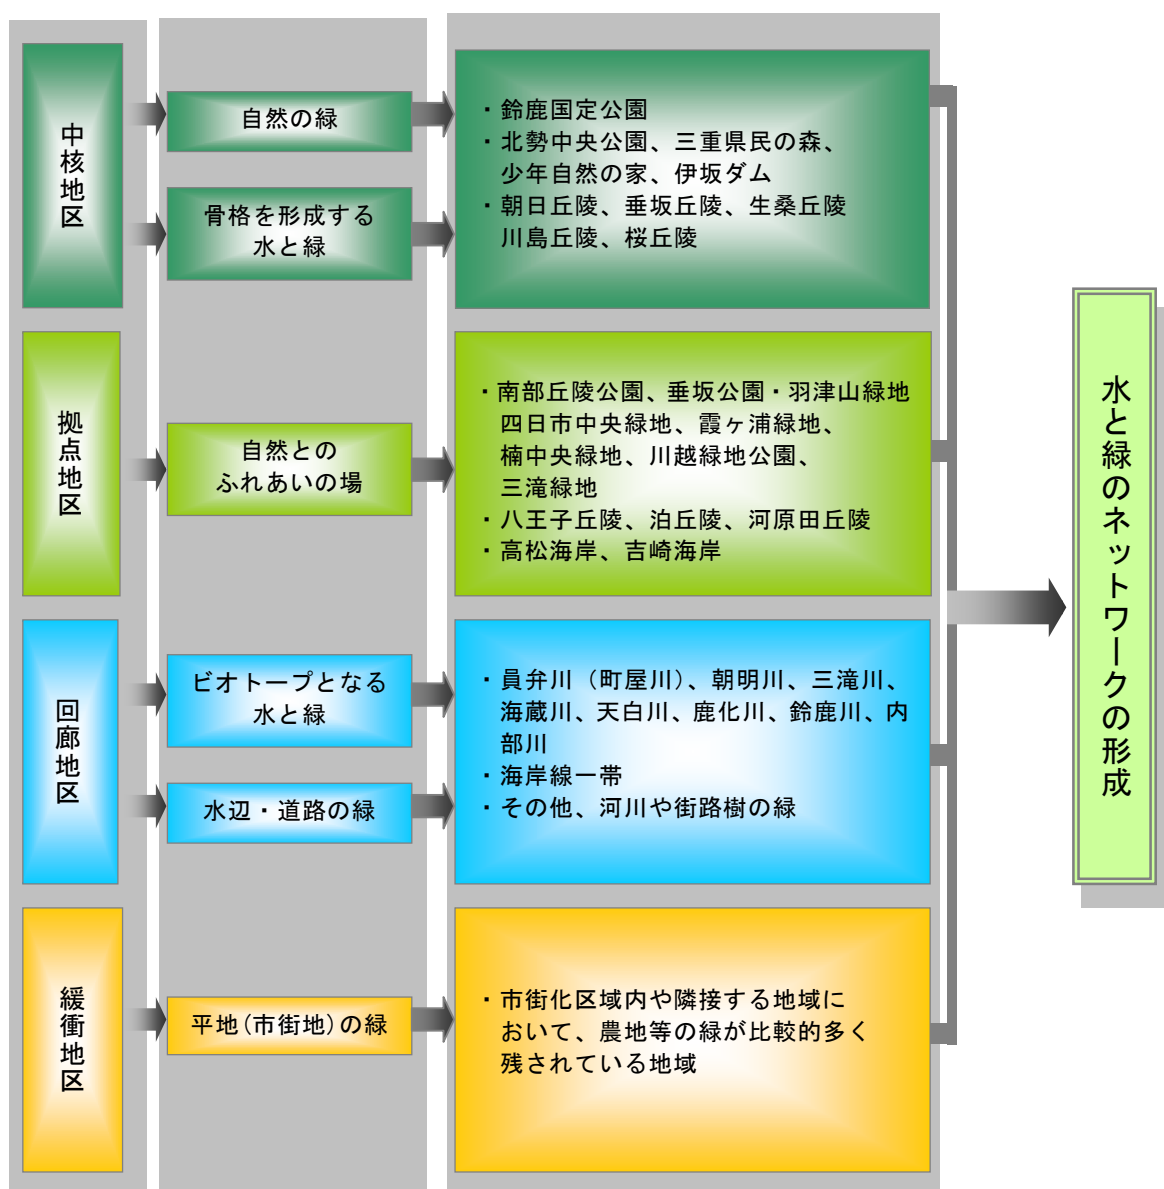 中核地区
自然の緑
骨格を形成する
水と緑
・鈴鹿国定公園
・北勢中央公園、三重県民の森、
少年自然の家、伊坂ダム
・朝日丘陵、垂坂丘陵、生桑丘陵
川島丘陵、桜丘陵
拠点地区
自然との
ふれあいの場
・南部丘陵公園、垂坂公園・羽津山緑地
四日市中央緑地、霞ヶ浦緑地、
楠中央緑地、川越緑地公園、
三滝緑地
・八王子丘陵、泊丘陵、河原田丘陵
・高松海岸、吉崎海岸
回廊地区
ビオトープとなる
水と緑
水辺・道路の緑
・員弁川（町屋川）、朝明川、三滝川、
海蔵川、天白川、鹿化川、鈴鹿川、内
部川
・海岸線一帯
・その他、河川や街路樹の緑
緩衝地区
平地(市街地)の緑
・市街化区域内や隣接する地域に
おいて、農地等の緑が比較的多く
残されている地域
水と緑のネットワークの形成